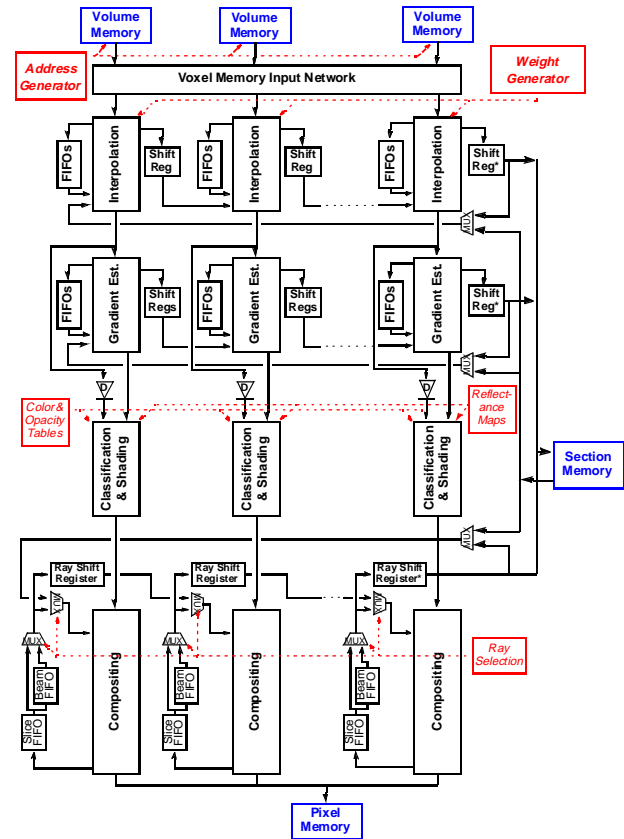 Volume
Memory
Volume
Memory
Volume
Memory
Address
Generator
Weight
Generator
Voxel Memory Input Network
FIFOs
Interpolation
Shift
Reg
FIFOs
Interpolation
Shift
Reg
FIFOs
Interpolation
Shift
Reg*
MUX
FIFOs
Gradient Est.
Shift
Regs
FIFOs
Gradient Est.
Shift
Regs
FIFOs
Gradient Est.
Shift
Reg*
MUX
D
D
D
Color&
Opacity
Tables
Reflect-
ance
Maps
Classification
& Shading
Classification
& Shading
Classification
& Shading
Section
Memory
MUX
Ray Shift
Register
Ray Shift
Register
Ray Shift
Register*
MUX
MUX
MUX
MUX
MUX
MUX
Compositing
Compositing
Compositing
Ray
Selection
Beam
FIFO
Beam
FIFO
Beam
FIFO
Slice
FIFO
Slice
FIFO
Slice
FIFO
Pixel
Memory